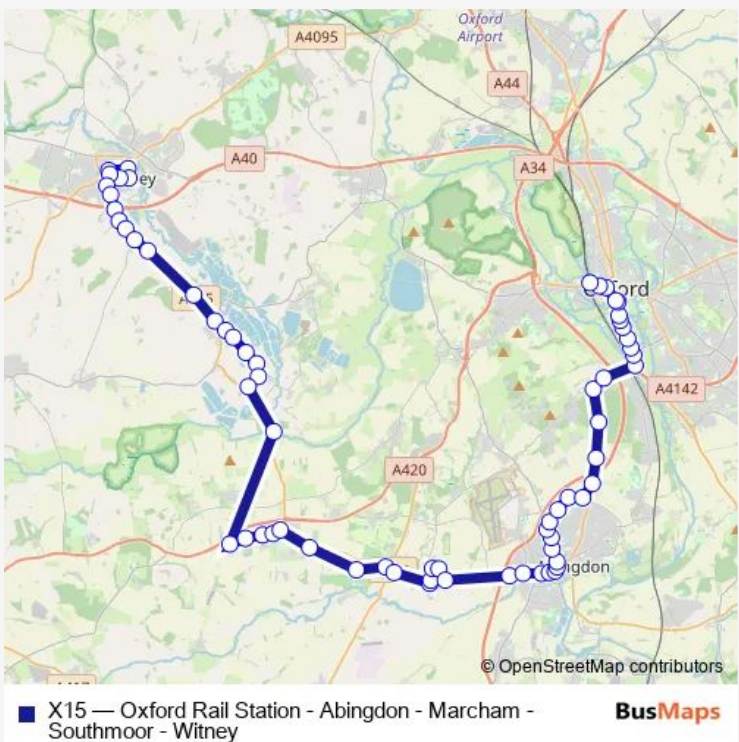 Oxford
Airport
A4095
A44
A40
A34
ey
ford
A4142
A420
ngdon
© OpenStreetMap contributors
X15 — Oxford Rail Station - Abingdon - Marcham -
Southmoor - Witney
BusMaps